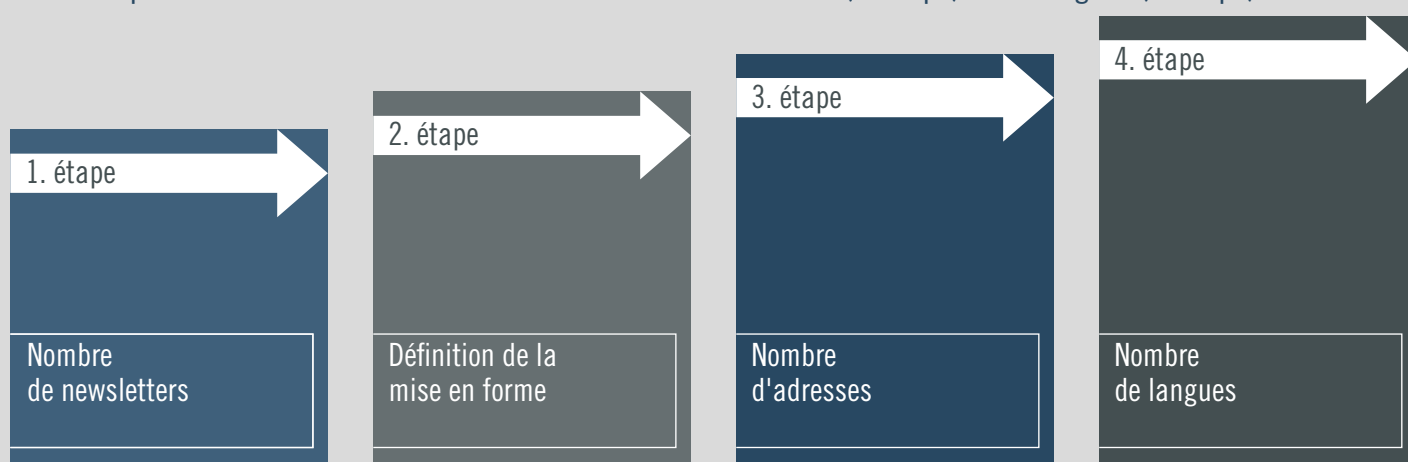 1. étape
Nombre
de newsletters
2. étape
Définition de la
mise en forme
3. étape
Nombre
d'adresses
4. étape
Nombre
de langues